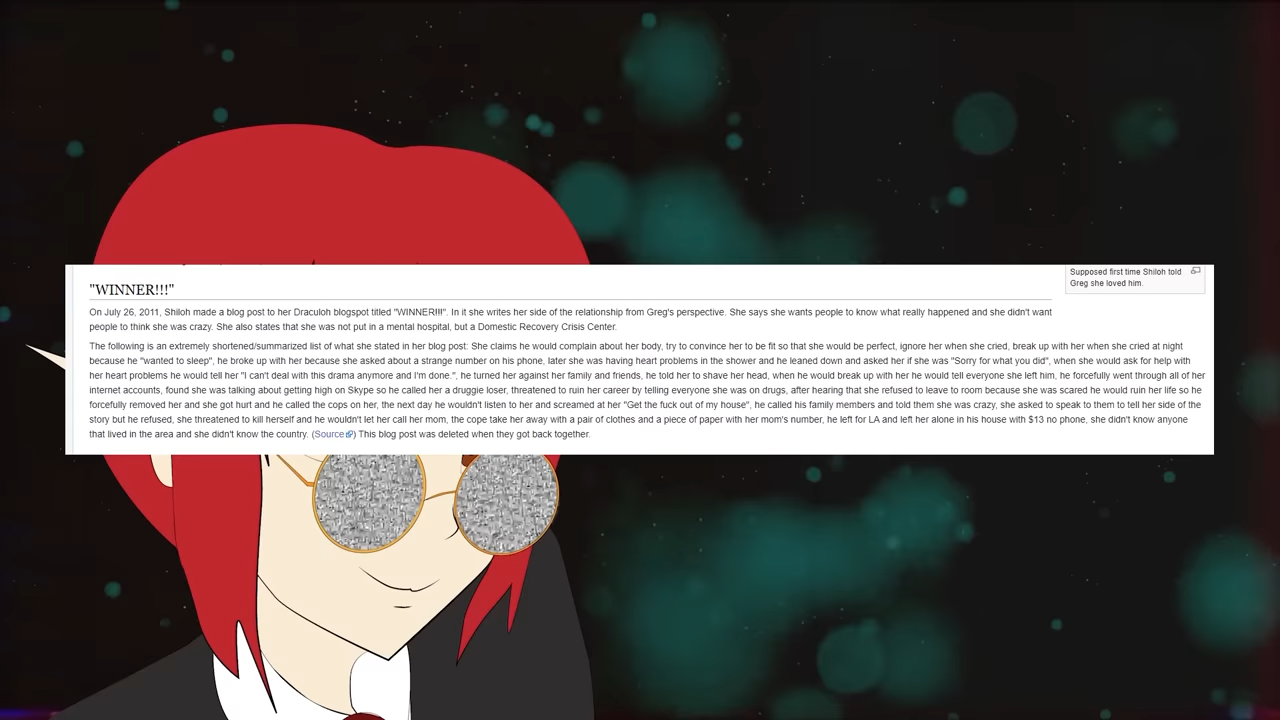 Supposed first time Shiloh told
Greg she loved him.
"WINNER!!!"
On July 26, 2011, Shiloh made a blog post to her Draculoh blogspot titled "WINNER!!!". In it she writes her side of the relationship from Greg's perspective. She says she wants people to know what really happened and she didn't want
people to think she was crazy. She also states that she was not put in a mental hospital, but a Domestic Recovery Crisis Center.
The following is an extremely shortened/summarized list of what she stated in her blog post: She claims he would complain about her body, try to convince her to be fit so that she would be perfect, ignore her when she cried, break up with her when she cried at night
because he "wanted to sleep", he broke up with her because she asked about a strange number on his phone, later she was having heart problems in the shower and he leaned down and asked her if she was "Sorry for what you did", when she would ask for help with
her heart problems he would tell her "I can't deal with this drama anymore and I'm done.", he turned her against her family and friends, he told her to shave her head, when he would break up with her he would tell everyone she left him, he forcefully went through all of her
internet accounts, found she was talking about getting high on Skype so he called her a druggie loser, threatened to ruin her career by telling everyone she was on drugs, after hearing that she refused to leave to room because she was scared he would ruin her life so he
forcefully removed her and she got hurt and he called the cops on her, the next day he wouldn't listen to her and screamed at her "Get the fuck out of my house", he called his family members and told them she was crazy, she asked to speak to them to tell her side of the
story but he refused, she threatened to kill herself and he wouldn't let her call her mom, the cope take her away with a pair of clothes and a piece of paper with her mom's number, he left for LA and left her alone in his house with $13 no phone, she didn't know anyone
that lived in the area and she didn't know the country. (Source) This blog post was deleted when they got back together.